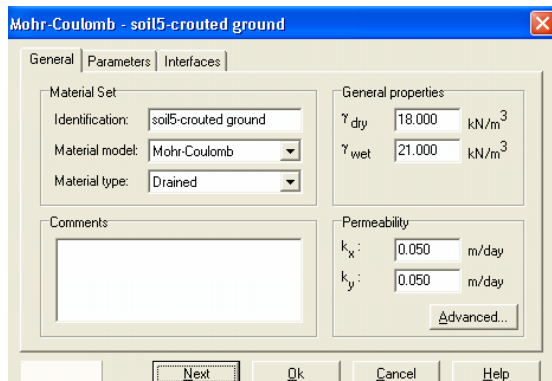 Mohr-Coulomb - soil5-crouted ground
General Parameters Interfaces
Material Set
Identification: soil5-crouted ground
Material model: Mohr-Coulomb
Material type: Drained
General properties
γ dry 18.000 kN/m³
γ wet 21.000 kN/m³
Comments
Permeability
kx : 0.050 m/day
ky : 0.050 m/day
Advanced...
Next Ok Cancel Help